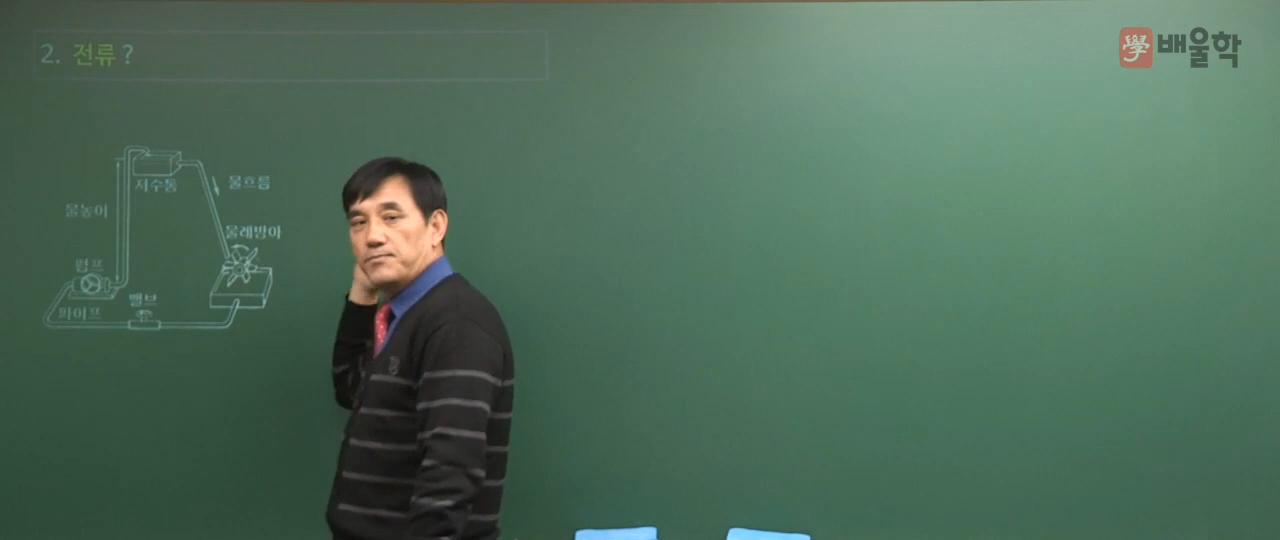 2. 전류 ?
學 배울학
저수통
물흐름
물높이
물레방아
펌프
밸브
파이프